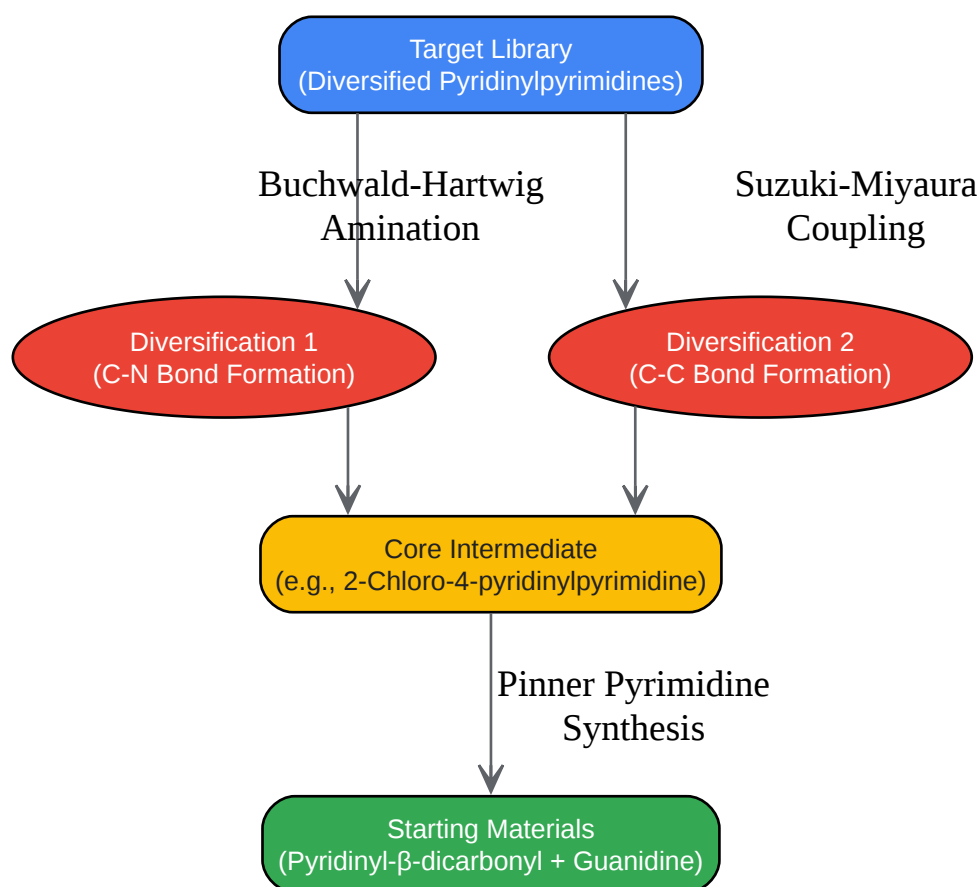 Target Library
(Diversified Pyridinylpyrimidines)
Buchwald-Hartwig
Amination
Suzuki-Miyaura
Coupling
Diversification 1
(C-N Bond Formation)
Diversification 2
(C-C Bond Formation)
Core Intermediate
(e.g., 2-Chloro-4-pyridinylpyrimidine)
Pinner Pyrimidine
Synthesis
Starting Materials
(Pyridinyl-β-dicarbonyl + Guanidine)